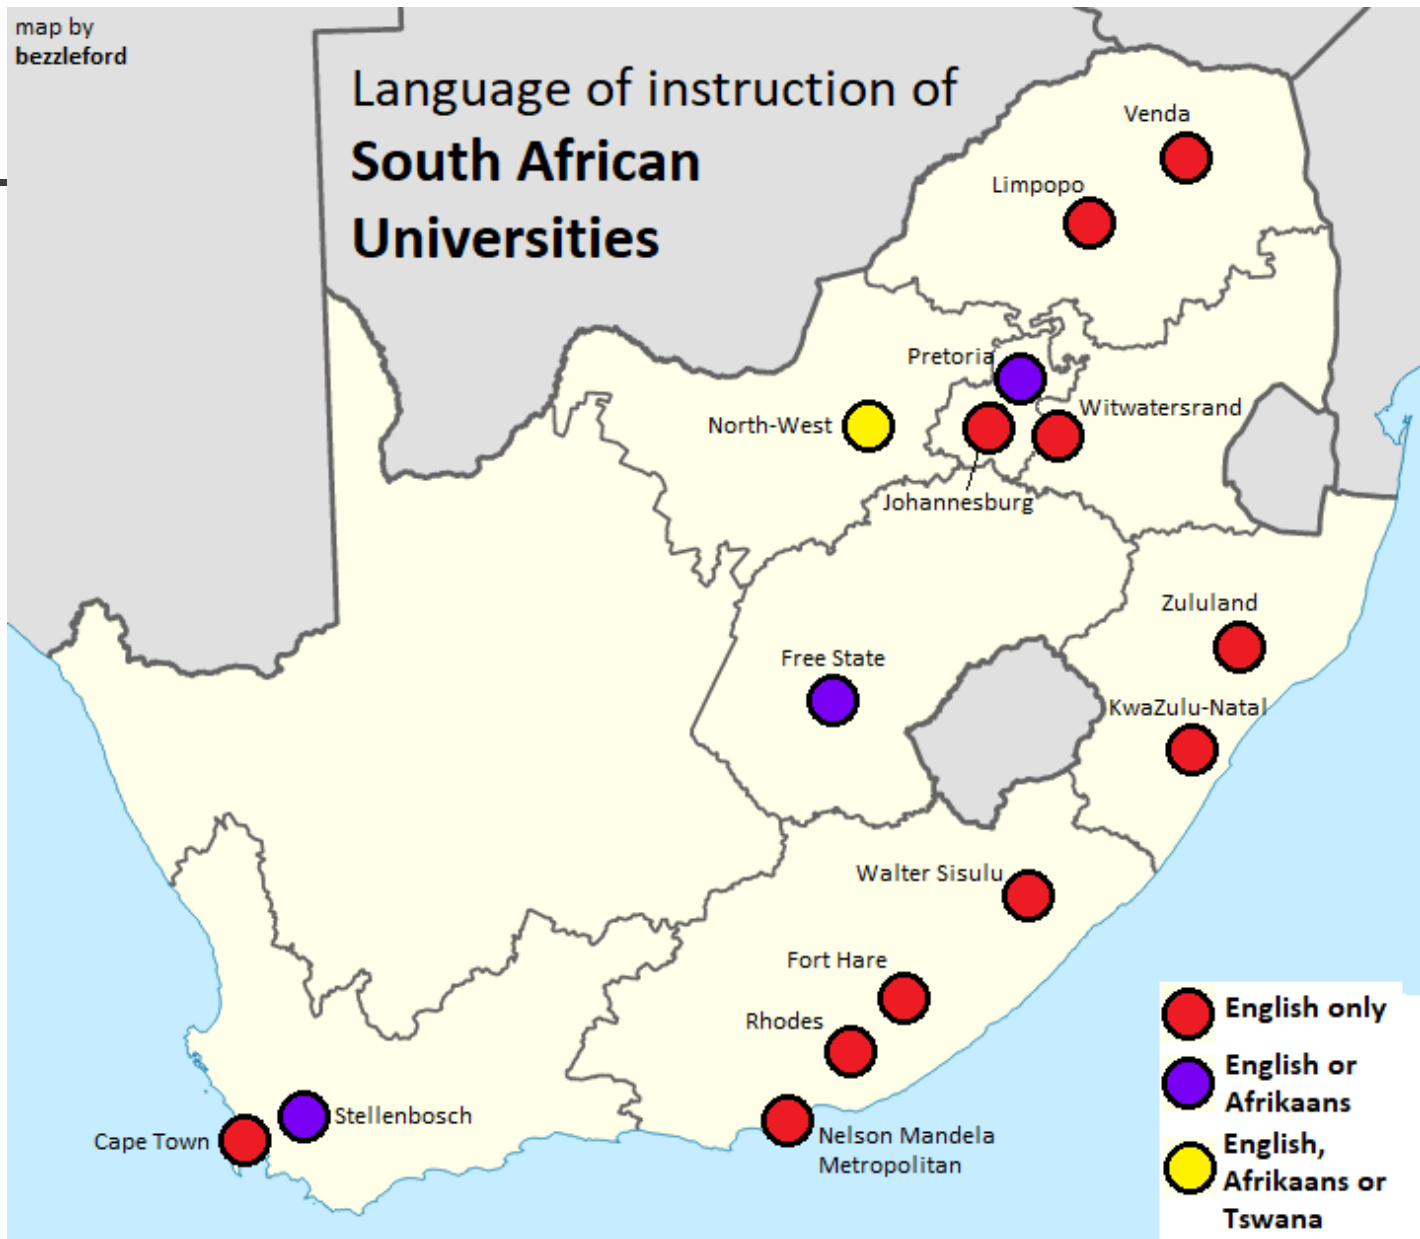 map by
bezzleford
Language of instruction of
South African
Universities
Venda
Limpopo
Pretoria
Witwatersrand
North-West
Johannesburg
Zululand
Free State
KwaZulu-Natal
Walter Sisulu
Fort Hare
Rhodes
Stellenbosch
Cape Town
Nelson Mandela
Metropolitan
English only
English or
Afrikaans
English,
Afrikaans or
Tswana